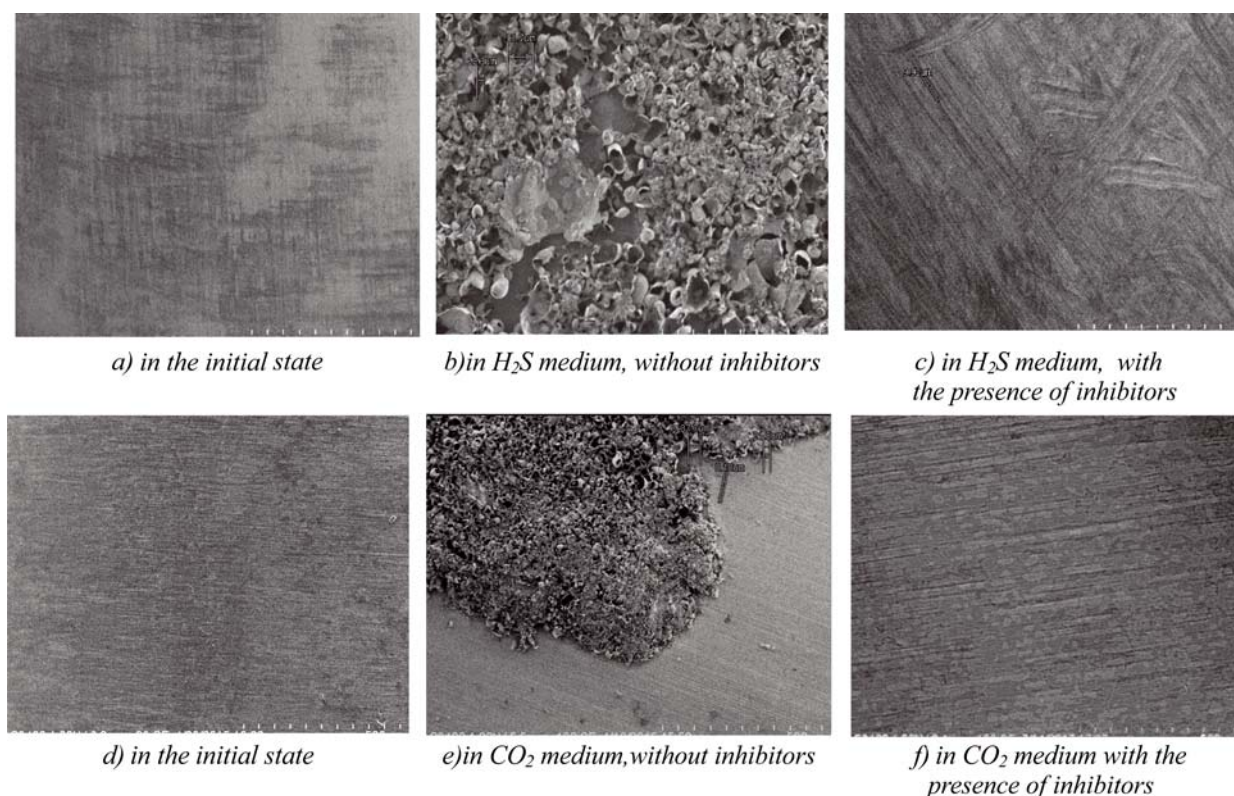 a) in the initial state
b)in H₂S medium, without inhibitors
c) in H₂S medium, with
the presence of inhibitors
d) in the initial state
e)in CO₂ medium,without inhibitors
f) in CO₂ medium with the
presence of inhibitors